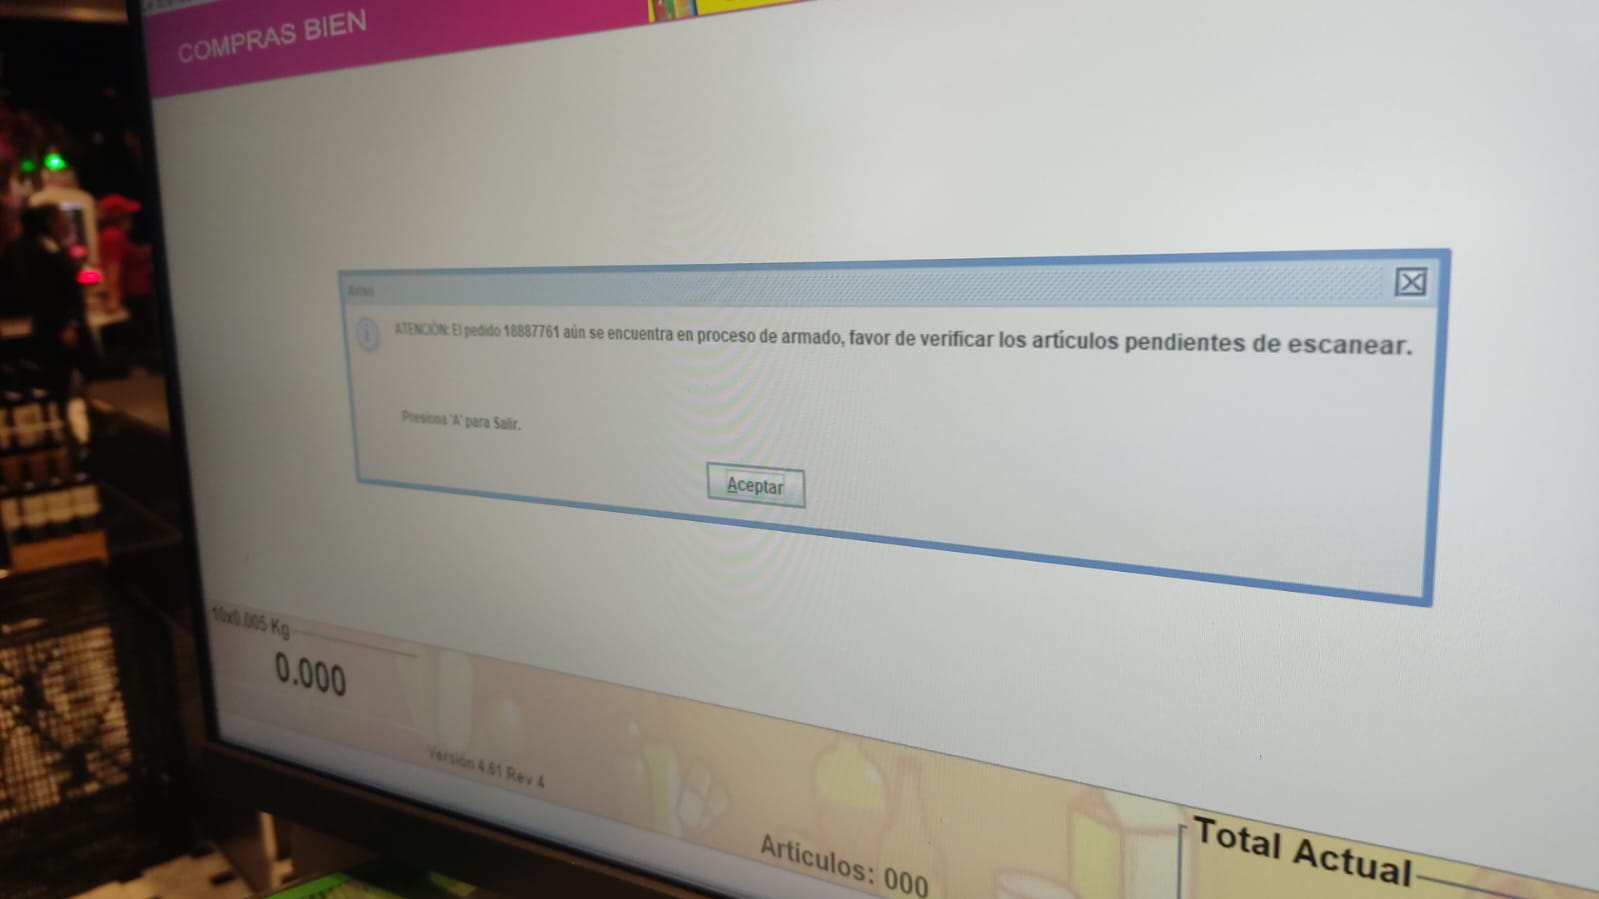 COMPRAS BIEN
Aviso
ATENCIÓN: El pedido 18887761 aún se encuentra en proceso de armado, favor de verificar los artículos pendientes de escanear.
Presiona 'A' para Salir.
Aceptar
10x0.005 Kg
0.000
Versión 4.61 Rev 4
Artículos: 000
Total Actual